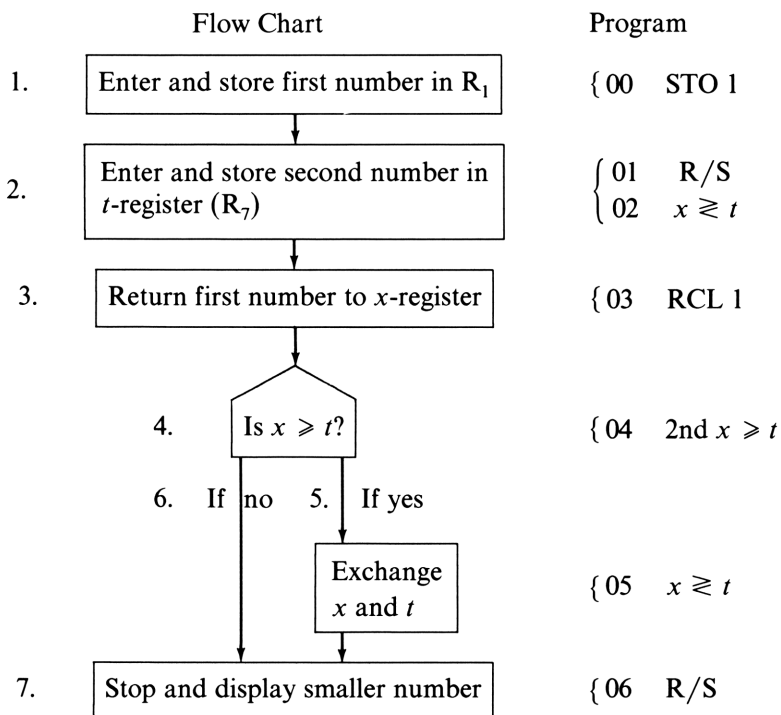 Flow Chart Program
1. Enter and store first number in R₁ { 00 STO 1
Enter and store second number in { 01 R/S
2. t-register (R₇) 02 x ≷ t
3. Return first number to x-register { 03 RCL 1
4. Is x ⩾ t? { 04 2nd x ⩾ t
6. If no 5. If yes
Exchange
x and t { 05 x ≷ t
7. Stop and display smaller number { 06 R/S